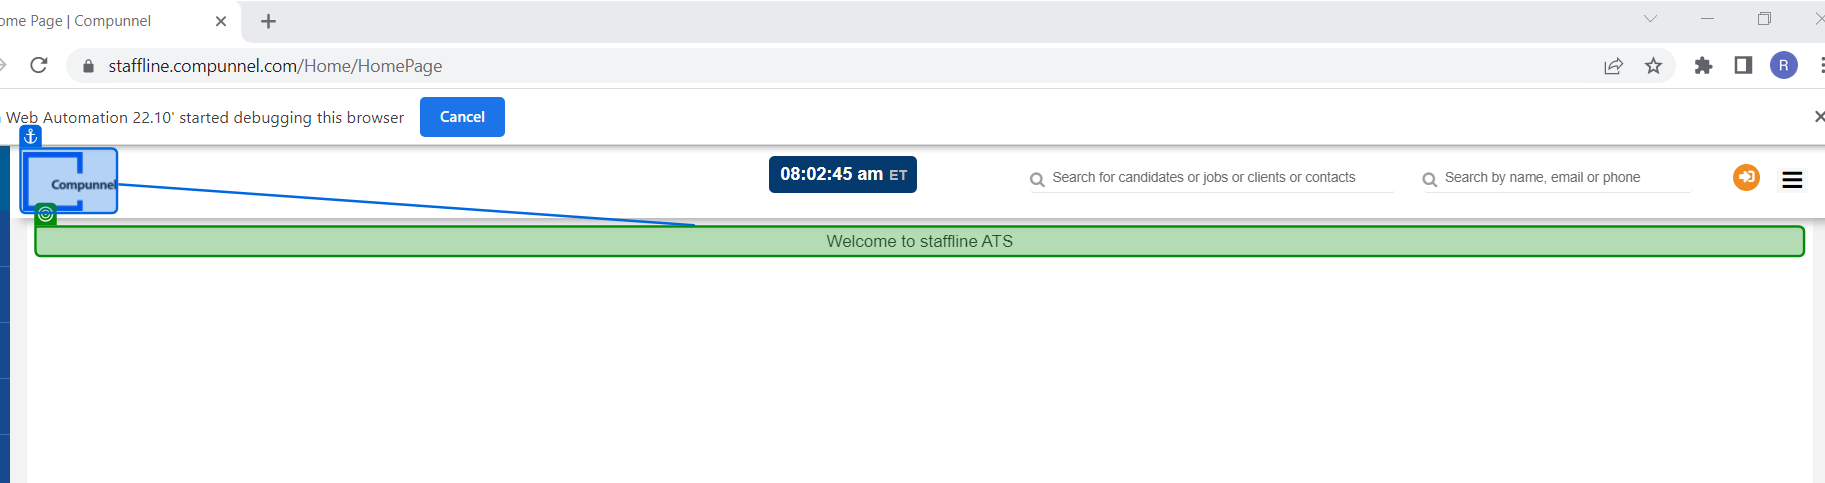 ome Page | Compunnel
staffline.compunnel.com/Home/HomePage
R
Web Automation 22.10' started debugging this browser
Cancel
Compunnel
08:02:45 am ET
Search for candidates or jobs or clients or contacts
Search by name, email or phone
Welcome to staffline ATS